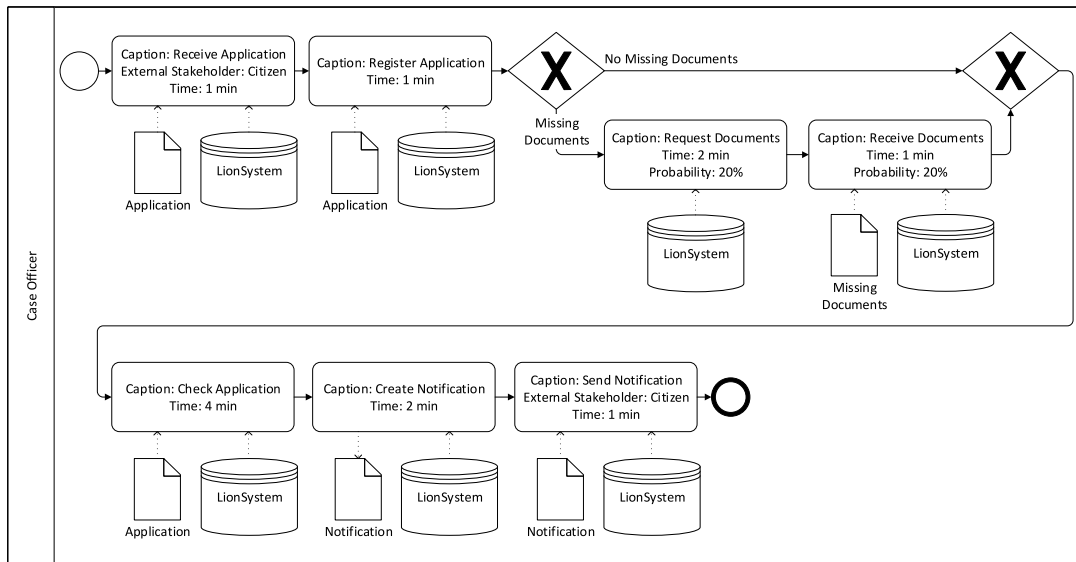 Case Officer
Caption: Receive Application
External Stakeholder: Citizen
Time: 1 min
Caption: Register Application
Time: 1 min
X
No Missing Documents
X
Missing
Documents
Caption: Request Documents
Time: 2 min
Probability: 20%
Caption: Receive Documents
Time: 1 min
Probability: 20%
Application
LionSystem
Application
LionSystem
LionSystem
Missing
Documents
LionSystem
Caption: Check Application
Time: 4 min
Caption: Create Notification
Time: 2 min
Caption: Send Notification
External Stakeholder: Citizen
Time: 1 min
Application
LionSystem
Notification
LionSystem
Notification
LionSystem